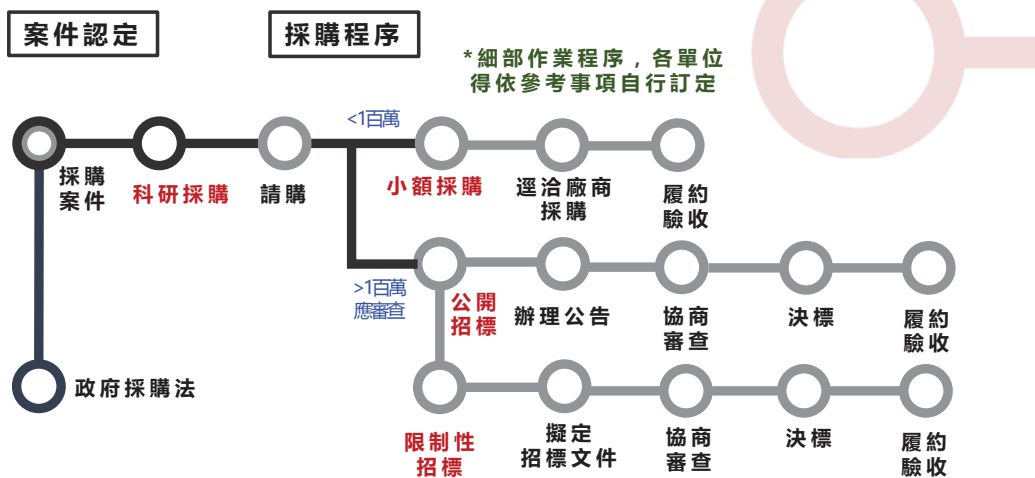 案件認定
採購程序
*細部作業程序，各單位
得依參考事項自行訂定
<1百萬
採購
案件
科研採購
請購
小額採購
逕洽廠商
採購
履約
驗收
>1百萬
應審查
公開
招標
辦理公告
協商
審查
決標
履約
驗收
政府採購法
限制性
招標
擬定
招標文件
協商
審查
決標
履約
驗收